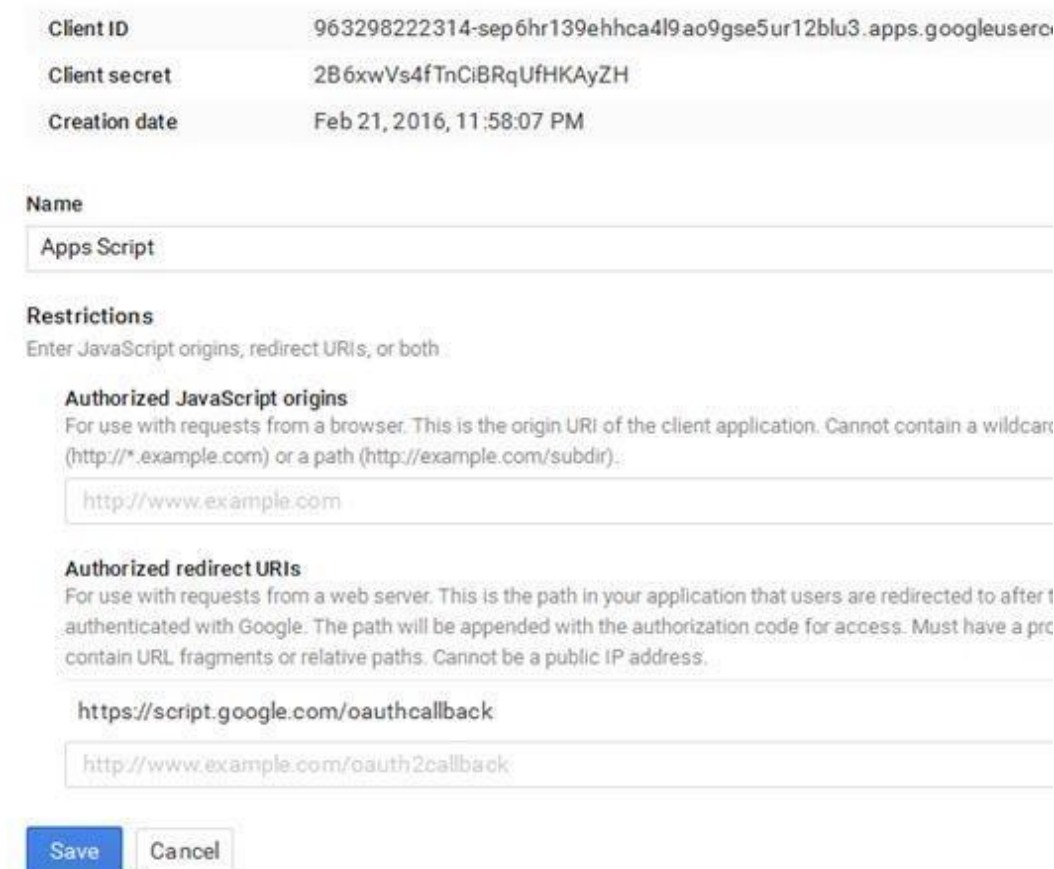 Client ID 963298222314-sep6hr139ehhca4l9ao9gse5ur12blu3.apps.googleuserc
Client secret 2B6xwVs4fTnCiBRqUfHKAyZH
Creation date Feb 21, 2016, 11:58:07 PM
Name
Apps Script
Restrictions
Enter JavaScript origins, redirect URIs, or both
Authorized JavaScript origins
For use with requests from a browser. This is the origin URI of the client application. Cannot contain a wildcard
(http://*.example.com) or a path (http://example.com/subdir).
http://www.example.com
Authorized redirect URIs
For use with requests from a web server. This is the path in your application that users are redirected to after
authenticated with Google. The path will be appended with the authorization code for access. Must have a
contain URL fragments or relative paths. Cannot be a public IP address.
https://script.google.com/oauthcallback
http://www.example.com/oauth2callback
Save Cancel